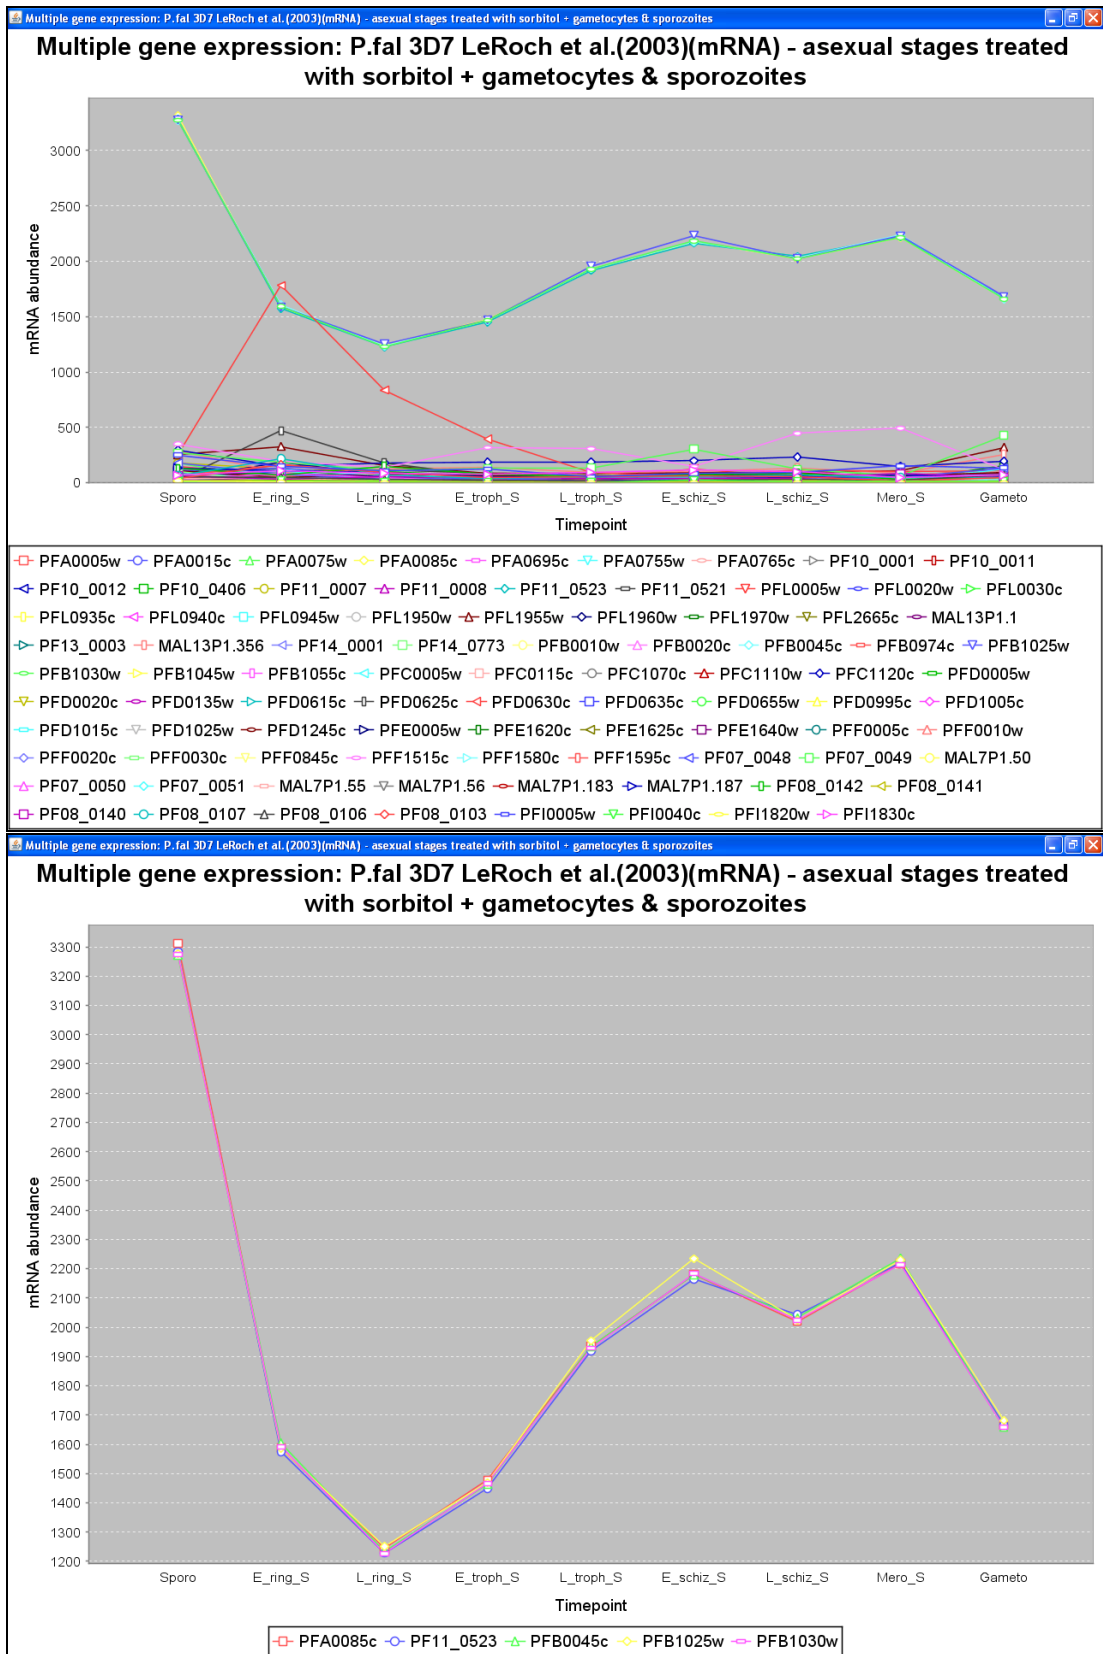 Multiple gene expression: P.fal 3D7 LeRoch et al.(2003)(mRNA) - asexual stages treated with sorbitol + gametocytes & sporozoites
Multiple gene expression: P.fal 3D7 LeRoch et al.(2003)(mRNA) - asexual stages treated
with sorbitol + gametocytes & sporozoites
mRNA abundance
3000
2500
2000
1500
1000
500
0
Sporo E_ring_S L_ring_S E_troph_S L_troph_S E_schiz_S L_schiz_S Mero_S Gameto
Timepoint
PFA0005w PFA0015c PFA0075w PFA0085c PFA0695c PFA0755w PFA0765c PF10_0001 PF10_0011
PF10_0012 PF10_0406 PF11_0007 PF11_0008 PF11_0523 PF11_0521 PFL0005w PFL0020w PFL0030c
PFL0935c PFL0940c PFL0945w PFL1950w PFL1955w PFL1960w PFL1970w PFL2665c MAL13P1.1
PF13_0003 MAL13P1.356 PF14_0001 PF14_0773 PFB0010w PFB0020c PFB0045c PFB0974c PFB1025w
PFB1030w PFB1045w PFB1055c PFC0005w PFC0115c PFC1070c PFC1110w PFC1120c PFD0005w
PFD0020c PFD0135w PFD0615c PFD0625c PFD0630c PFD0635c PFD0655w PFD0995c PFD1005c
PFD1015c PFD1025w PFD1245c PFE0005w PFE1620c PFE1625c PFE1640w PFF0005c PFF0010w
PFF0020c PFF0030c PFF0845c PFF1515c PFF1580c PFF1595c PF07_0048 PF07_0049 MAL7P1.50
PF07_0050 PF07_0051 MAL7P1.55 MAL7P1.56 MAL7P1.183 MAL7P1.187 PF08_0142 PF08_0141
PF08_0140 PF08_0107 PF08_0106 PF08_0103 PFI0005w PFI0040c PFI1820w PFI1830c
Multiple gene expression: P.fal 3D7 LeRoch et al.(2003)(mRNA) - asexual stages treated with sorbitol + gametocytes & sporozoites
Multiple gene expression: P.fal 3D7 LeRoch et al.(2003)(mRNA) - asexual stages treated
with sorbitol + gametocytes & sporozoites
mRNA abundance
3300
3200
3100
3000
2900
2800
2700
2600
2500
2400
2300
2200
2100
2000
1900
1800
1700
1600
1500
1400
1300
1200
Sporo E_ring_S L_ring_S E_troph_S L_troph_S E_schiz_S L_schiz_S Mero_S Gameto
Timepoint
PFA0085c PF11_0523 PFB0045c PFB1025w PFB1030w